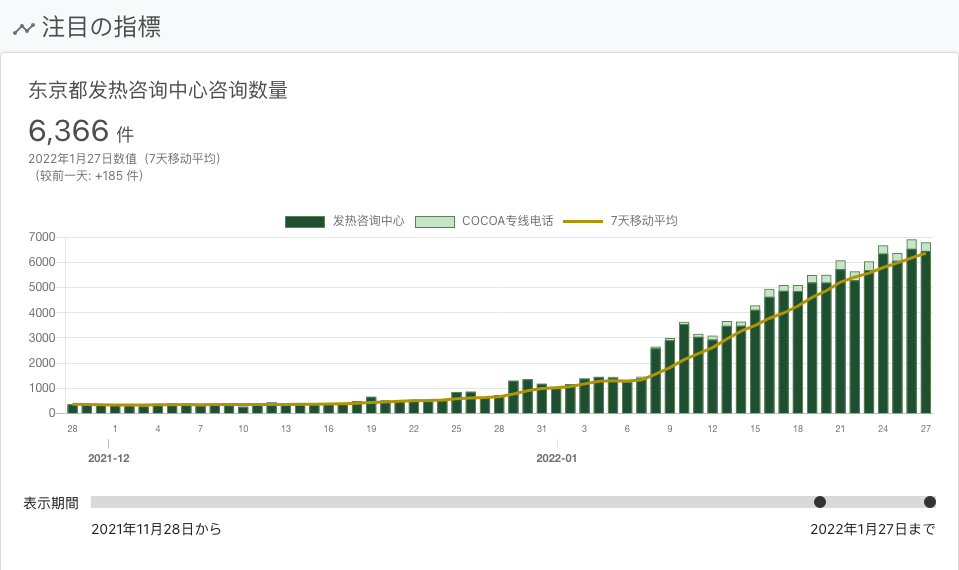 注目の指標
东京都发热咨询中心咨询数量
6,366 件
2022年1月27日数值（7天移动平均）
（较前一天: +185 件）
发热咨询中心 COCOA专线电话 7天移动平均
7000
6000
5000
4000
3000
2000
1000
0
28 1 4 7 10 13 16 19 22 25 28 31 3 6 9 12 15 18 21 24 27
2021-12 2022-01
表示期間
2021年11月28日から 2022年1月27日まで